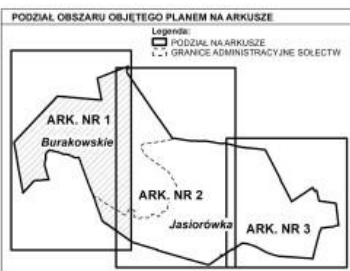 PODZIAŁ OBSZARU OBJĘTEGO PLANEM NA ARKUSZE
Legenda:
PODZIAŁ NA ARKUSZE
GRANICE ADMINISTRACYJNE SOŁECTW
ARK. NR 1
Burakowskie
ARK. NR 2
Jasiorówka
ARK. NR 3